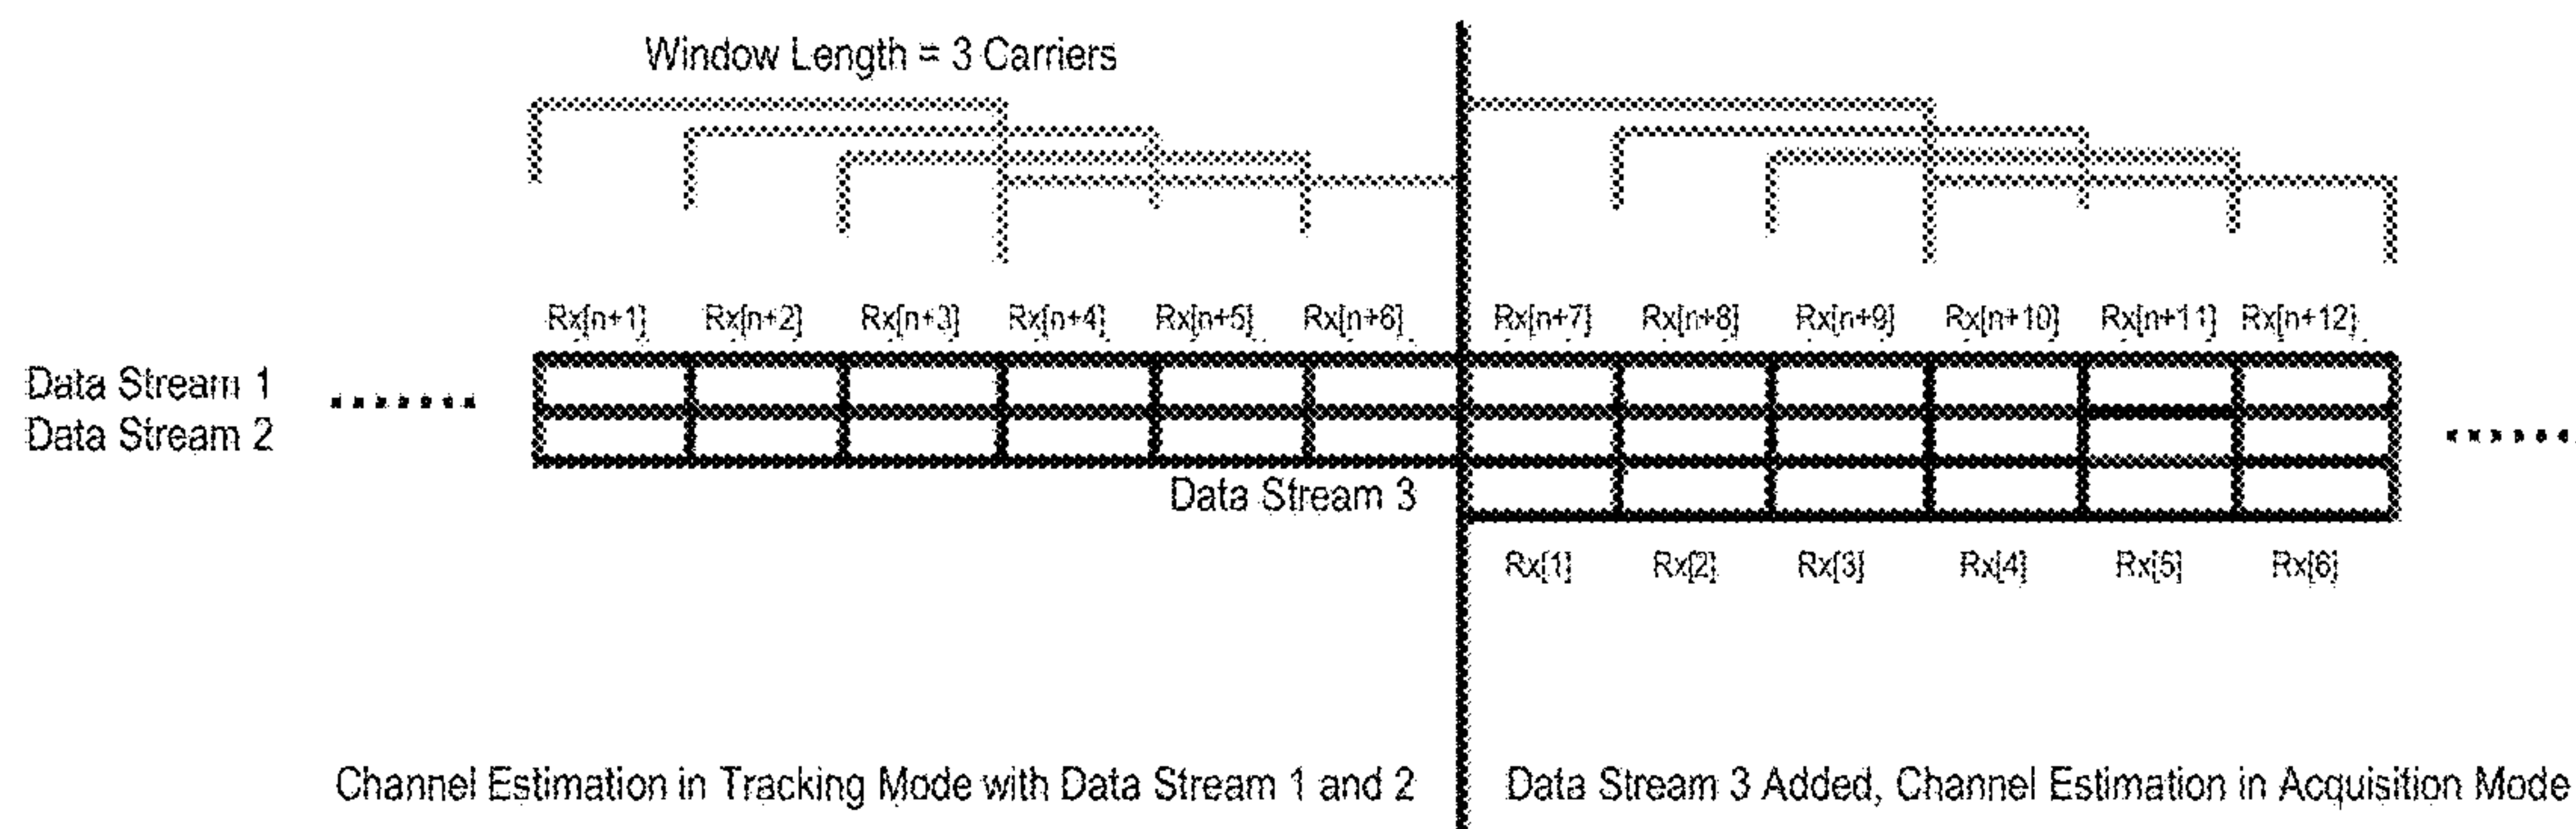 Window Length = 3 Carriers
Rx[n+1] Rx[n+2] Rx[n+3] Rx[n+4] Rx[n+5] Rx[n+6] Rx[n+7] Rx[n+8] Rx[n+9] Rx[n+10] Rx[n+11] Rx[n+12]
Data Stream 1
Data Stream 2
Data Stream 3
Rx[1] Rx[2] Rx[3] Rx[4] Rx[5] Rx[6]
Channel Estimation in Tracking Mode with Data Stream 1 and 2
Data Stream 3 Added, Channel Estimation in Acquisition Mode